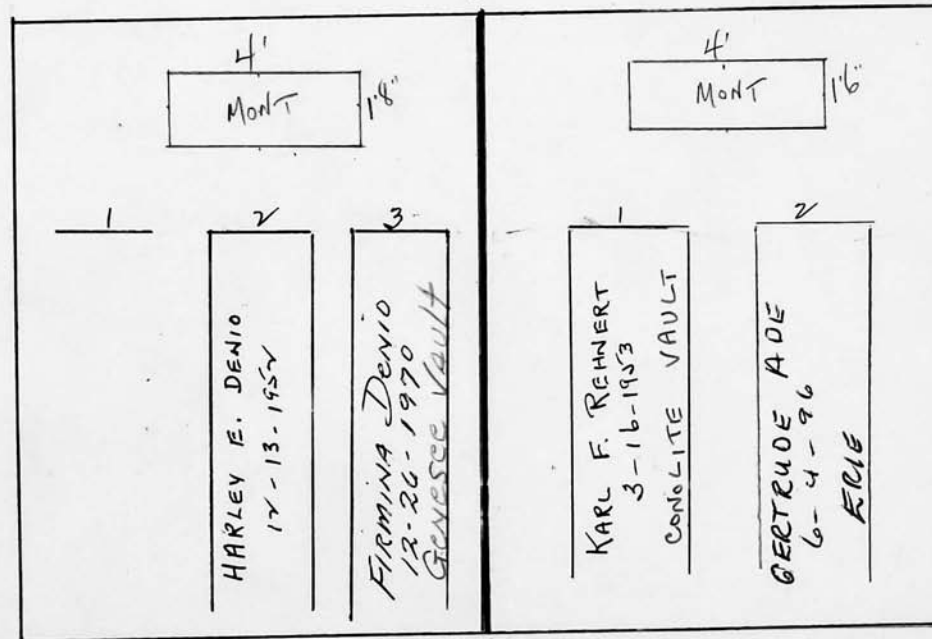 4'
MONT
1'8"
1
2
3
HARLEY E. DENIO
12-13-1952
FIRMINA DENIO
12-26-1970
Genesee Vault
4'
MONT
1'6"
1
2
KARL F. REHNERT
3-16-1953
CONOLITE VAULT
GERTRUDE ADE
6-4-96
ERIE